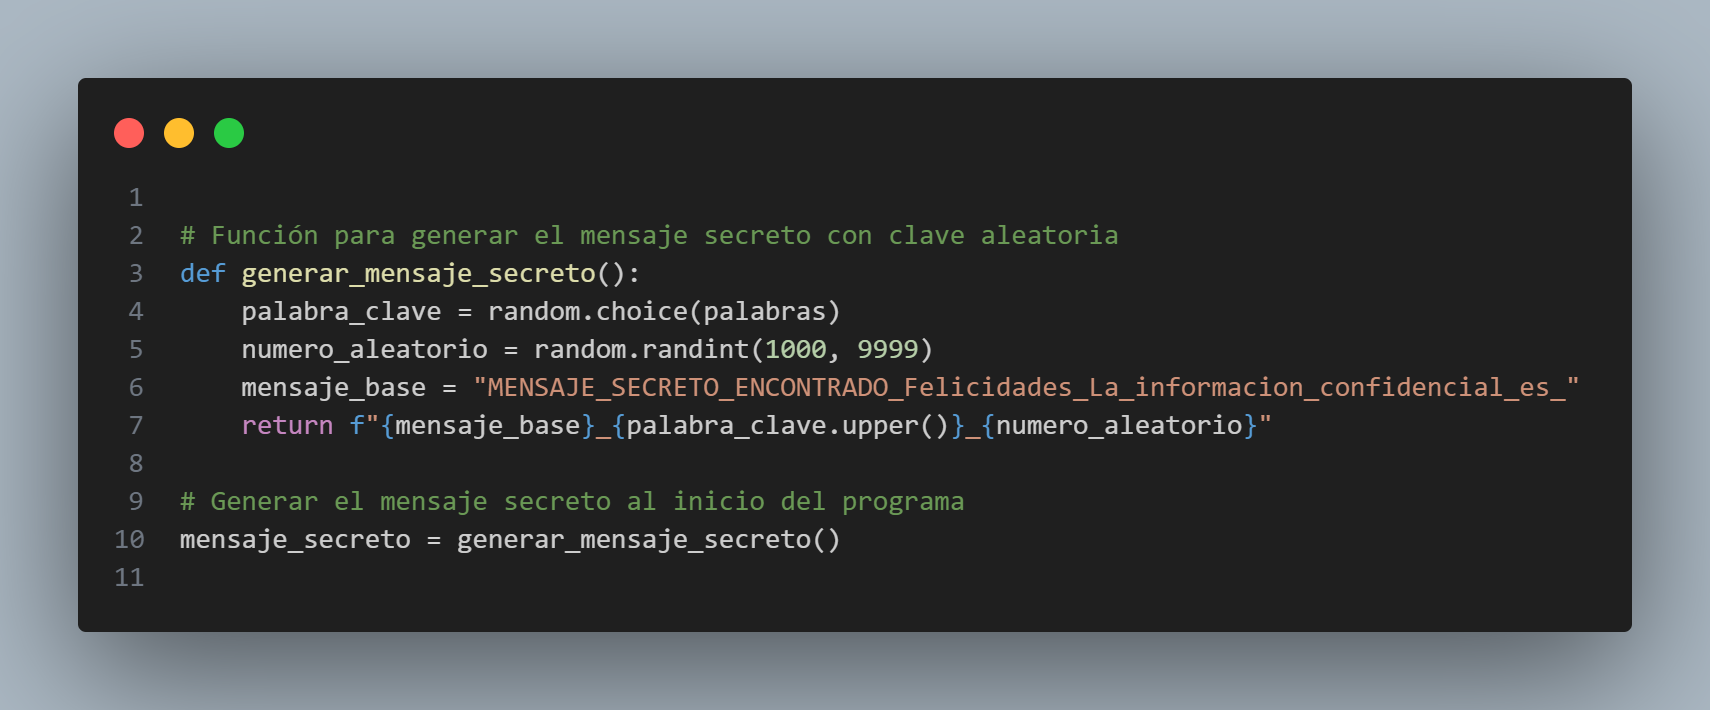 1
2 # Función para generar el mensaje secreto con clave aleatoria
3 def generar_mensaje_secreto():
4     palabra_clave = random.choice(palabras)
5     numero_aleatorio = random.randint(1000, 9999)
6     mensaje_base = "MENSAJE_SECRETO_ENCONTRADO_Felicidades_La_informacion_confidencial_es_"
7     return f"{mensaje_base}_{palabra_clave.upper()}_{numero_aleatorio}"
8
9 # Generar el mensaje secreto al inicio del programa
10 mensaje_secreto = generar_mensaje_secreto()
11